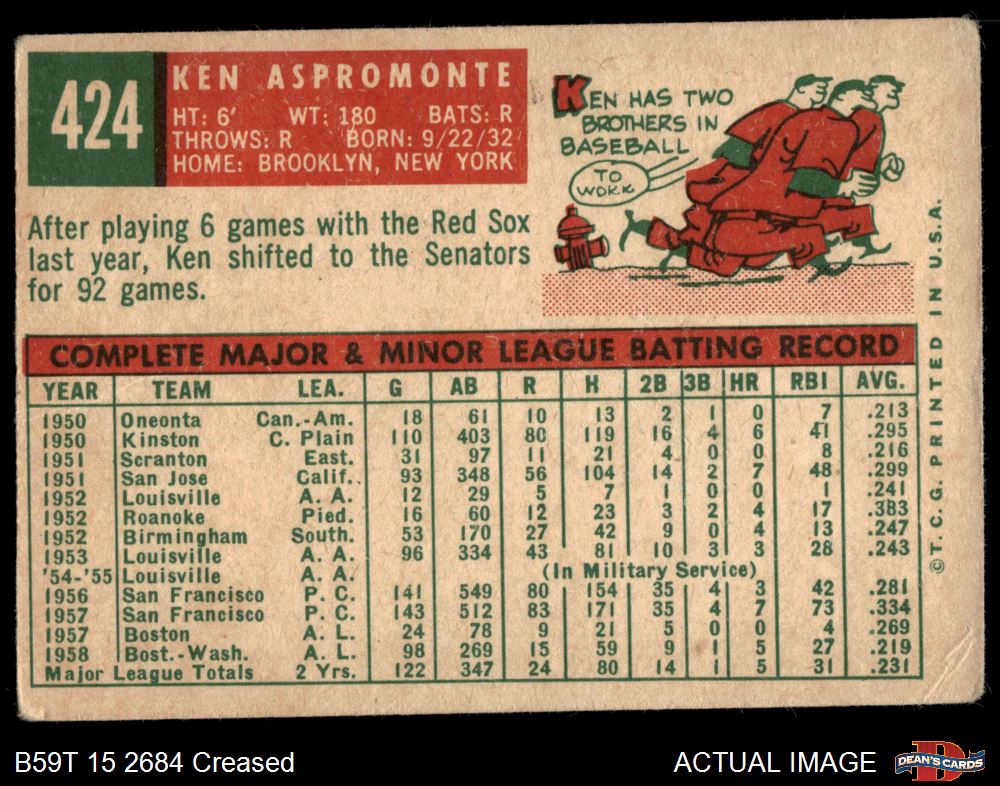 424
KEN ASPROMONTE
HT: 6' WT: 180 BATS: R
THROWS: R BORN: 9/22/32
HOME: BROOKLYN, NEW YORK
KEN HAS TWO
BROTHERS IN
BASEBALL
TO
WORK
After playing 6 games with the Red Sox
last year, Ken shifted to the Senators
for 92 games.
COMPLETE MAJOR & MINOR LEAGUE BATTING RECORD
YEAR TEAM LEA. G AB R H 2B 3B HR RBI AVG.
1950 Oneonta Can.-Am. 18 61 10 13 2 1 0 7 .213
1950 Kinston C. Plain 110 403 80 119 16 4 6 41 .295
1951 Scranton East. 31 97 11 21 4 0 0 8 .216
1951 San Jose Calif. 93 348 56 104 14 2 7 48 .299
1952 Louisville A. A. 12 29 5 7 1 0 0 1 .241
1952 Roanoke Pied. 16 60 12 23 3 2 4 17 .383
1952 Birmingham South. 53 170 27 42 9 0 4 13 .247
1953 Louisville A. A. 96 334 43 81 10 3 3 28 .243
'54-'55 Louisville A. A. (In Military Service)
1956 San Francisco P. C. 141 549 80 154 35 4 3 42 .281
1957 San Francisco P. C. 143 512 83 171 35 4 7 73 .334
1957 Boston A. L. 24 78 9 21 5 0 0 4 .269
1958 Bost.-Wash. A. L. 98 269 15 59 9 1 5 27 .219
Major League Totals 2 Yrs. 122 347 24 80 14 1 5 31 .231
©T. C. G. PRINTED IN U.S.A.
B59T 15 2684 Creased
ACTUAL IMAGE
DEAN'S CARDS